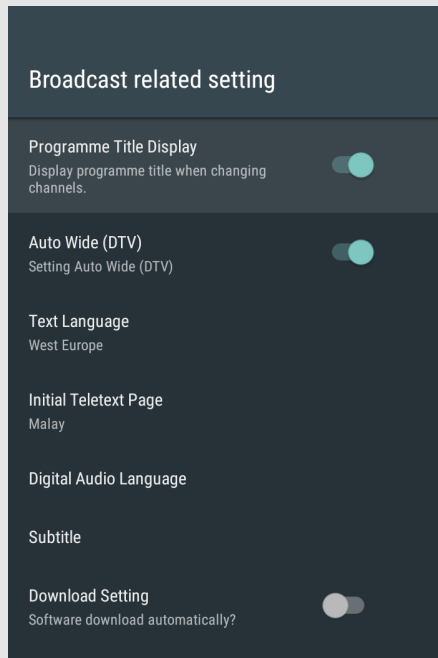 Broadcast related setting
Programme Title Display
Display programme title when changing
channels.
Auto Wide (DTV)
Setting Auto Wide (DTV)
Text Language
West Europe
Initial Teletext Page
Malay
Digital Audio Language
Subtitle
Download Setting
Software download automatically?